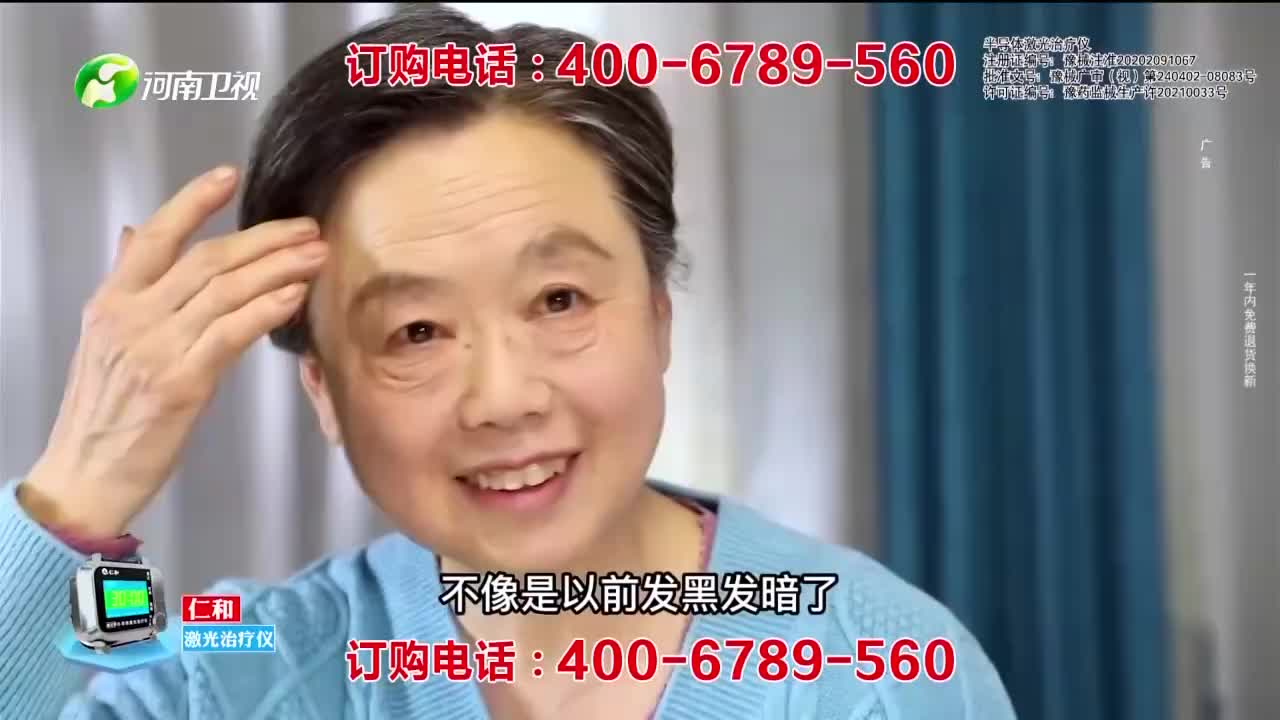 河南卫视
订购电话：400-6789-560
半导体激光治疗仪
注册证编号：豫械注准20202091067
批准文号：豫械广审（视）第240402-08083号
许可证编号：豫药监械生产许20210033号
广告
一年内免费退货换新
仁和
30:00
仁和
激光治疗仪
不像是以前发黑发暗了
订购电话：400-6789-560